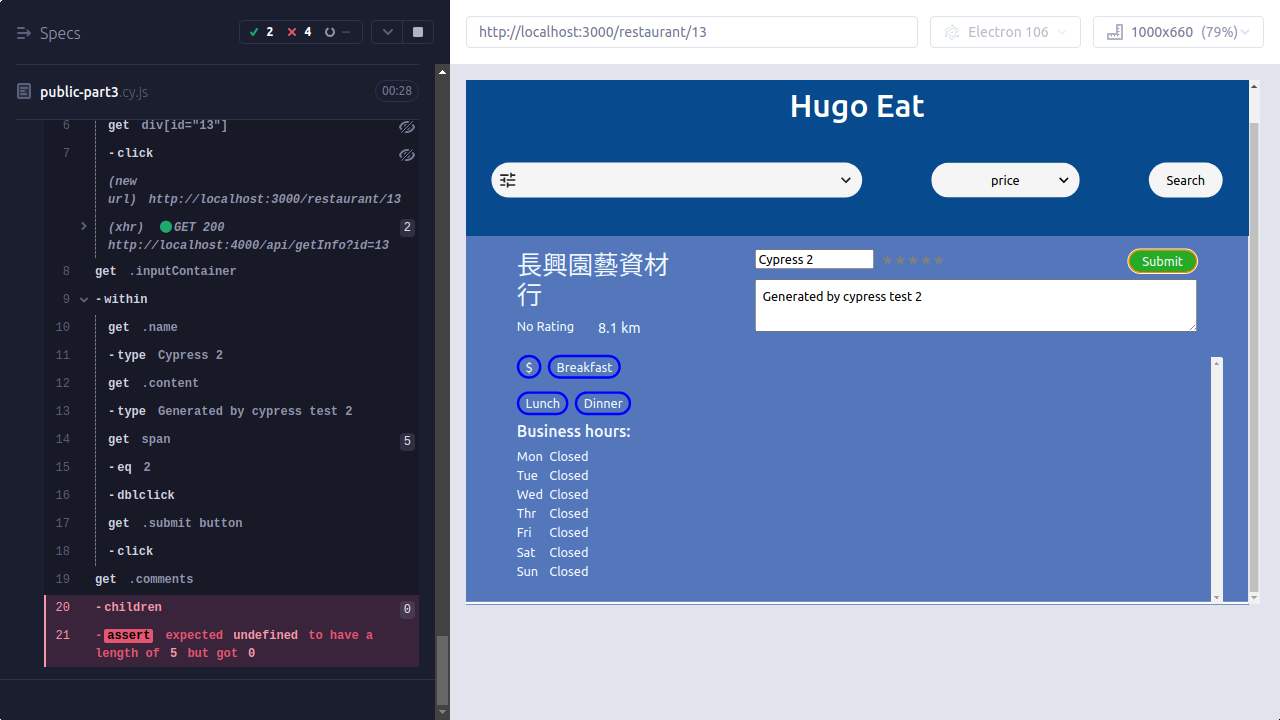 Specs
2 4 --
public-part3.cy.js 00:28
6 get div[id="13"]
7 -click
(new url) http://localhost:3000/restaurant/13
(xhr) GET 200 2
http://localhost:4000/api/getInfo?id=13
8 get .inputContainer
9 -within
10 get .name
11 -type Cypress 2
12 get .content
13 -type Generated by cypress test 2
14 get span 5
15 -eq 2
16 -dblclick
17 get .submit button
18 -click
19 get .comments
20 -children 0
21 -assert expected undefined to have a
length of 5 but got 0
http://localhost:3000/restaurant/13
Electron 106
1000x660 (79%)
Hugo Eat
price
Search
長興園藝資材
行
No Rating 8.1 km
$ Breakfast
Lunch Dinner
Business hours:
Mon Closed
Tue Closed
Wed Closed
Thr Closed
Fri Closed
Sat Closed
Sun Closed
Cypress 2 ★★★★★ Submit
Generated by cypress test 2